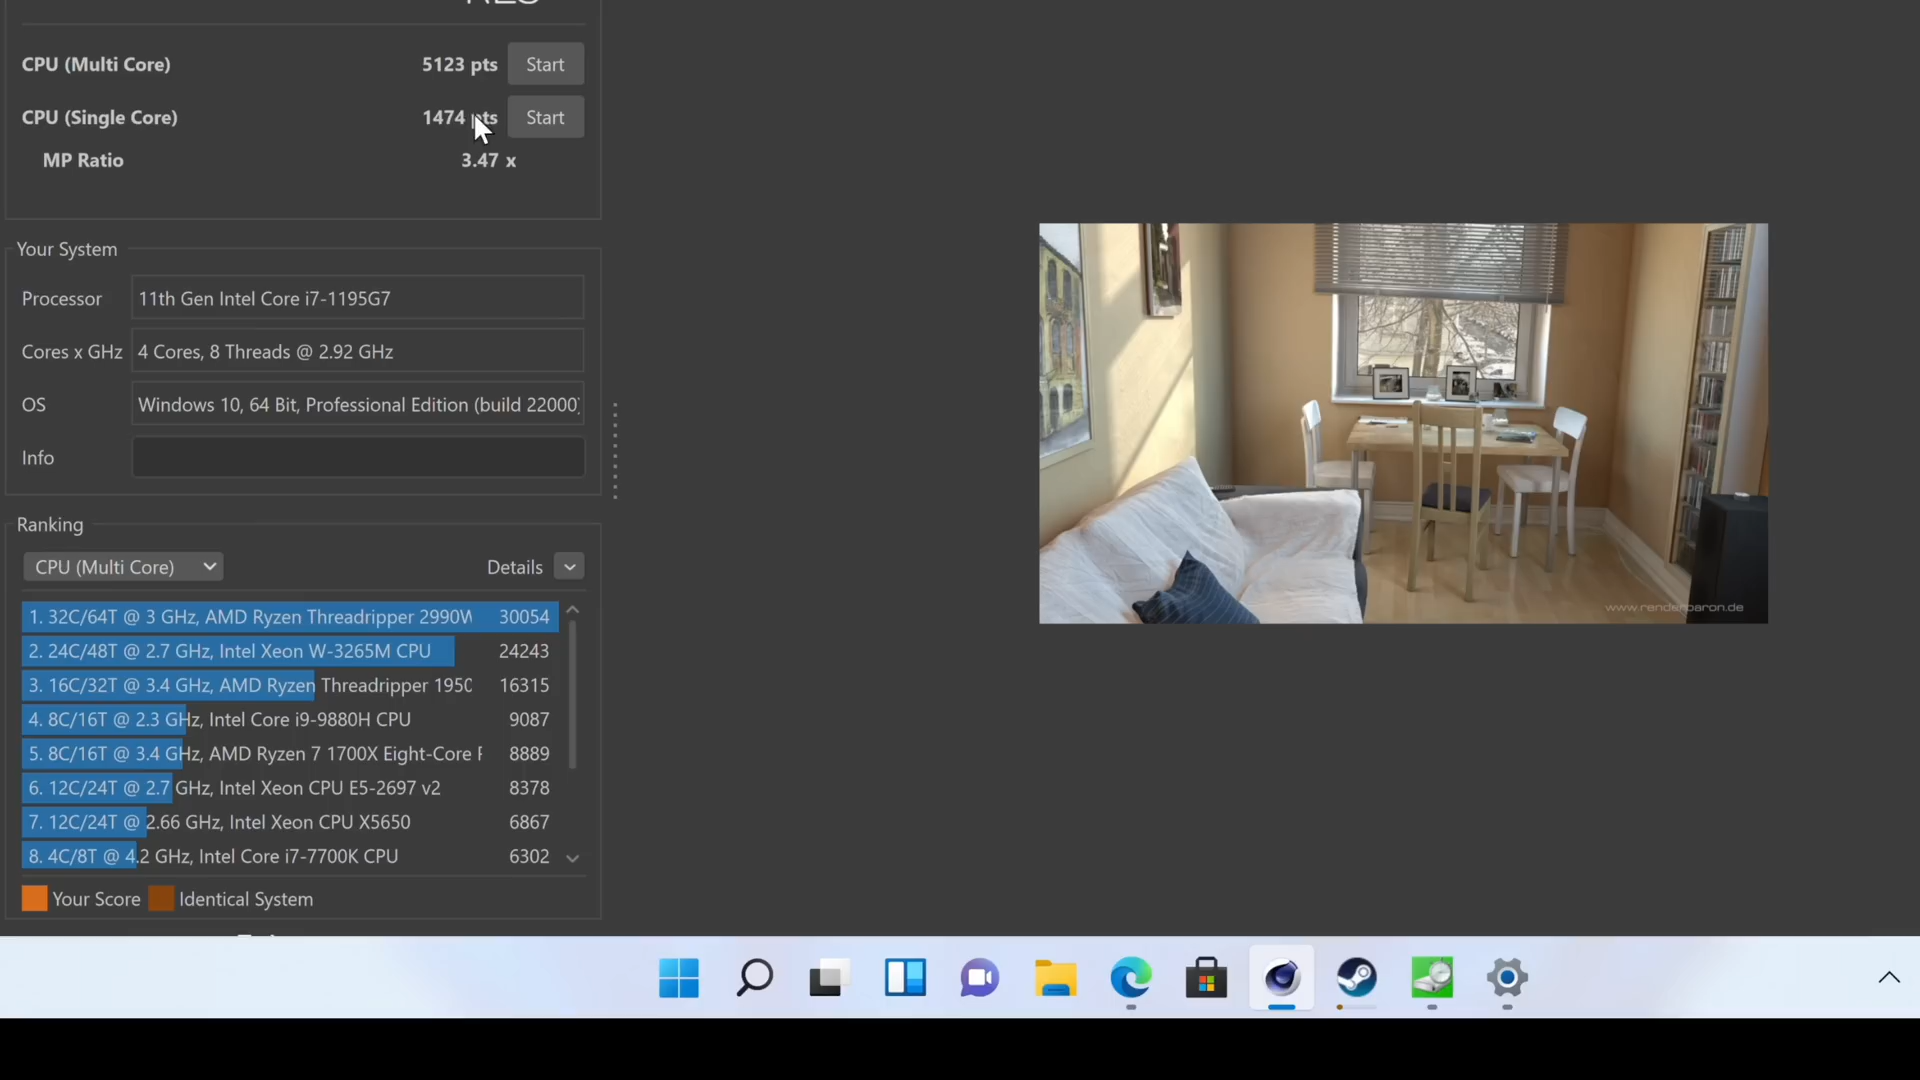 CPU (Multi Core) 5123 pts Start
CPU (Single Core) 1474 pts Start
MP Ratio 3.47 x
Your System
Processor 11th Gen Intel Core i7-1195G7
Cores x GHz 4 Cores, 8 Threads @ 2.92 GHz
OS Windows 10, 64 Bit, Professional Edition (build 22000)
Info
Ranking
CPU (Multi Core) Details
1. 32C/64T @ 3 GHz, AMD Ryzen Threadripper 2990W 30054
2. 24C/48T @ 2.7 GHz, Intel Xeon W-3265M CPU 24243
3. 16C/32T @ 3.4 GHz, AMD Ryzen Threadripper 1950 16315
4. 8C/16T @ 2.3 GHz, Intel Core i9-9880H CPU 9087
5. 8C/16T @ 3.4 GHz, AMD Ryzen 7 1700X Eight-Core P 8889
6. 12C/24T @ 2.7 GHz, Intel Xeon CPU E5-2697 v2 8378
7. 12C/24T @ 2.66 GHz, Intel Xeon CPU X5650 6867
8. 4C/8T @ 4.2 GHz, Intel Core i7-7700K CPU 6302
Your Score Identical System
www.renderbaron.de